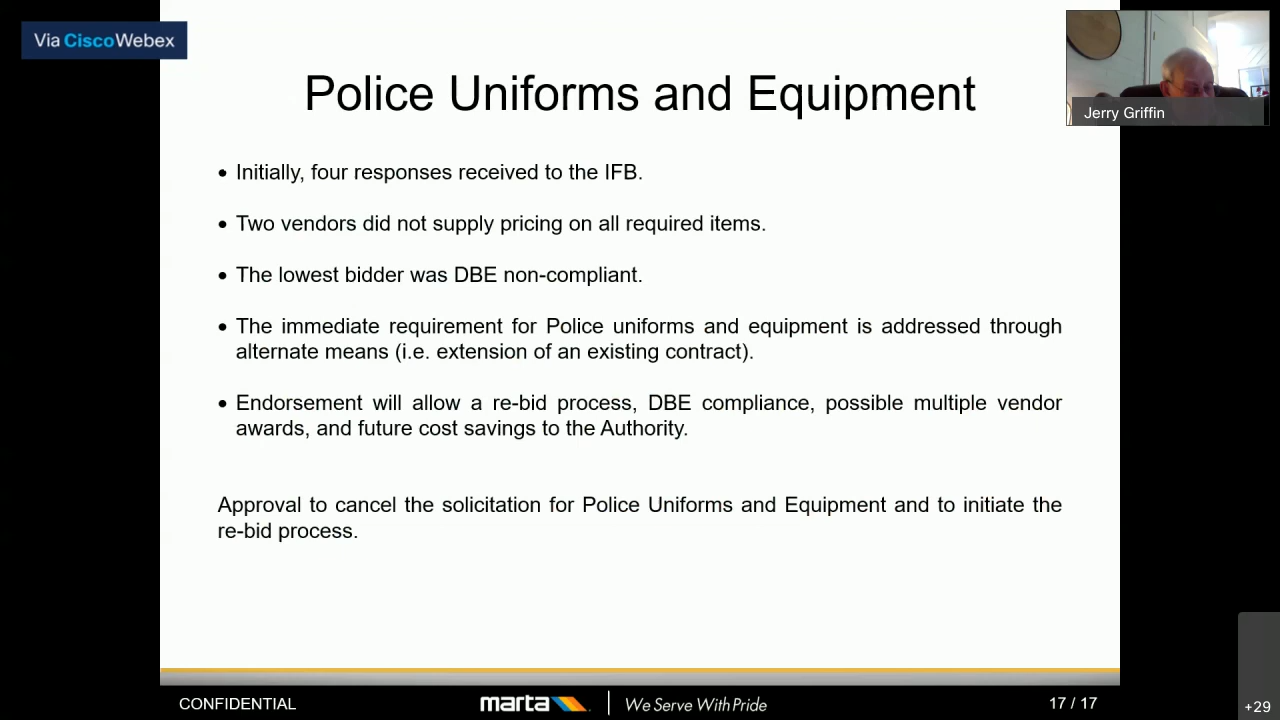 Via CiscoWebex
Jerry Griffin
Police Uniforms and Equipment
• Initially, four responses received to the IFB.
• Two vendors did not supply pricing on all required items.
• The lowest bidder was DBE non-compliant.
• The immediate requirement for Police uniforms and equipment is addressed through
alternate means (i.e. extension of an existing contract).
• Endorsement will allow a re-bid process, DBE compliance, possible multiple vendor
awards, and future cost savings to the Authority.
Approval to cancel the solicitation for Police Uniforms and Equipment and to initiate the
re-bid process.
CONFIDENTIAL
marta
We Serve With Pride
17 / 17
+29